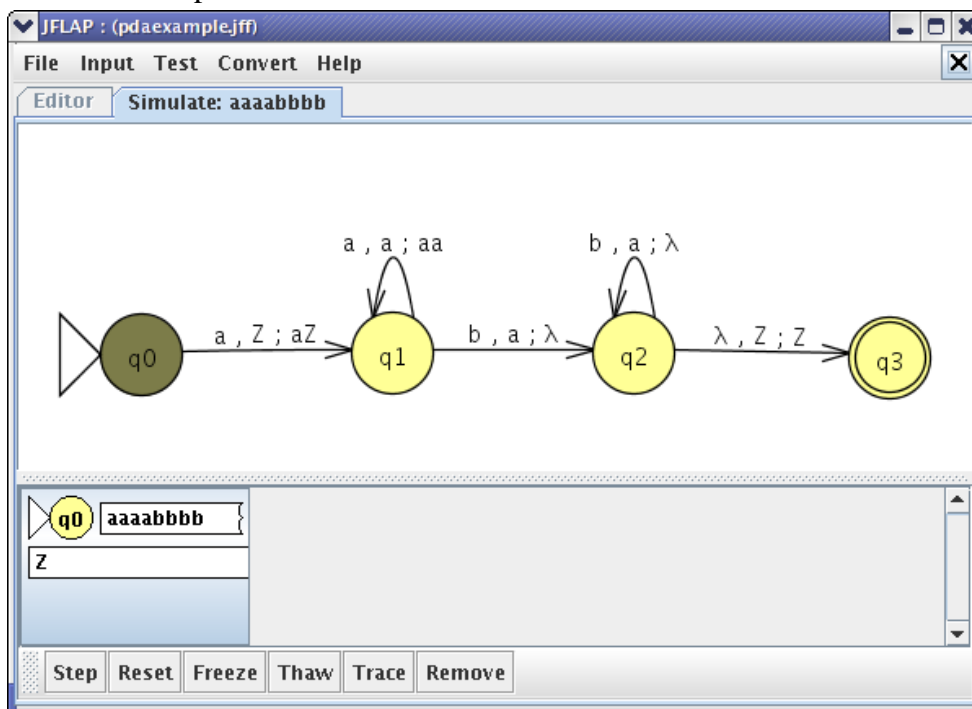 JFLAP : (pdaexample.jff)
File Input Test Convert Help
Editor Simulate: aaaabbbb
a , a ; aa b , a ; λ
a , Z ; aZ b , a ; λ λ , Z ; Z
q0 q1 q2 q3
q0 aaaabbbb
Z
Step Reset Freeze Thaw Trace Remove